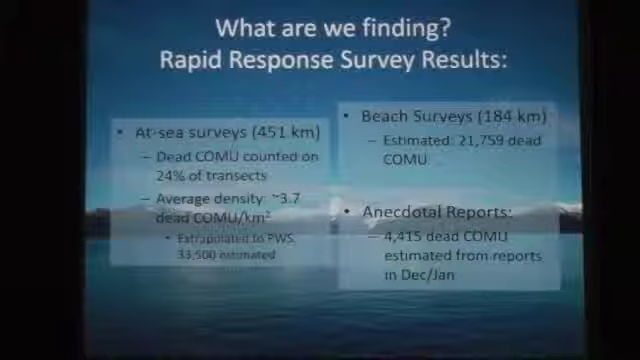 What are we finding?
Rapid Response Survey Results:
• At-sea surveys (451 km)
– Dead COMU counted on
24% of transects
– Average density: ~3.7
dead COMU/km²
• Extrapolated to PWS:
33,500 estimated
• Beach Surveys (184 km)
– Estimated: 21,759 dead
COMU
• Anecdotal Reports:
– 4,415 dead COMU
estimated from reports
in Dec/Jan